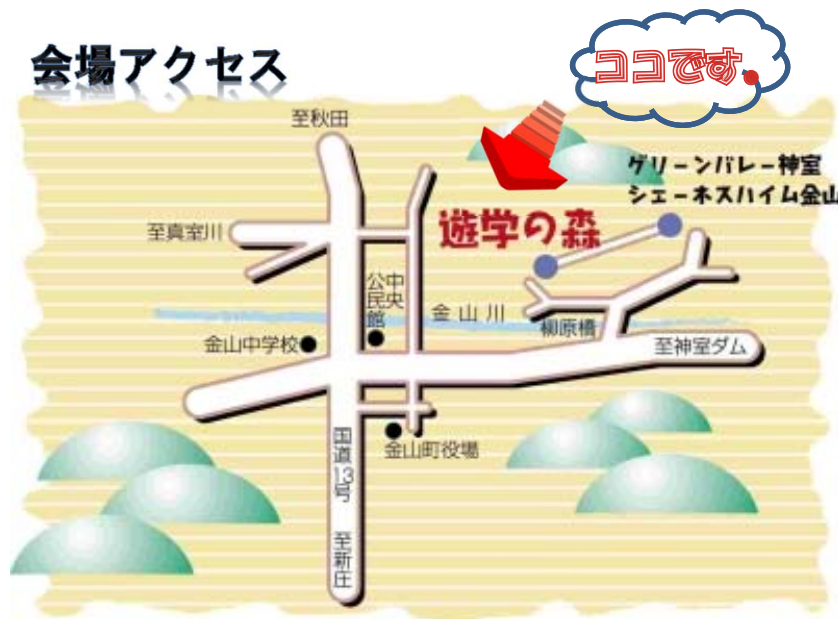 会場アクセス
ココです。
至秋田
グリーンバレー神室
シェーネスハイム金山
至真室川
遊学の森
中央
公民館
金山川
柳原橋
金山中学校
至神室ダム
金山町役場
国道13号
至新庄